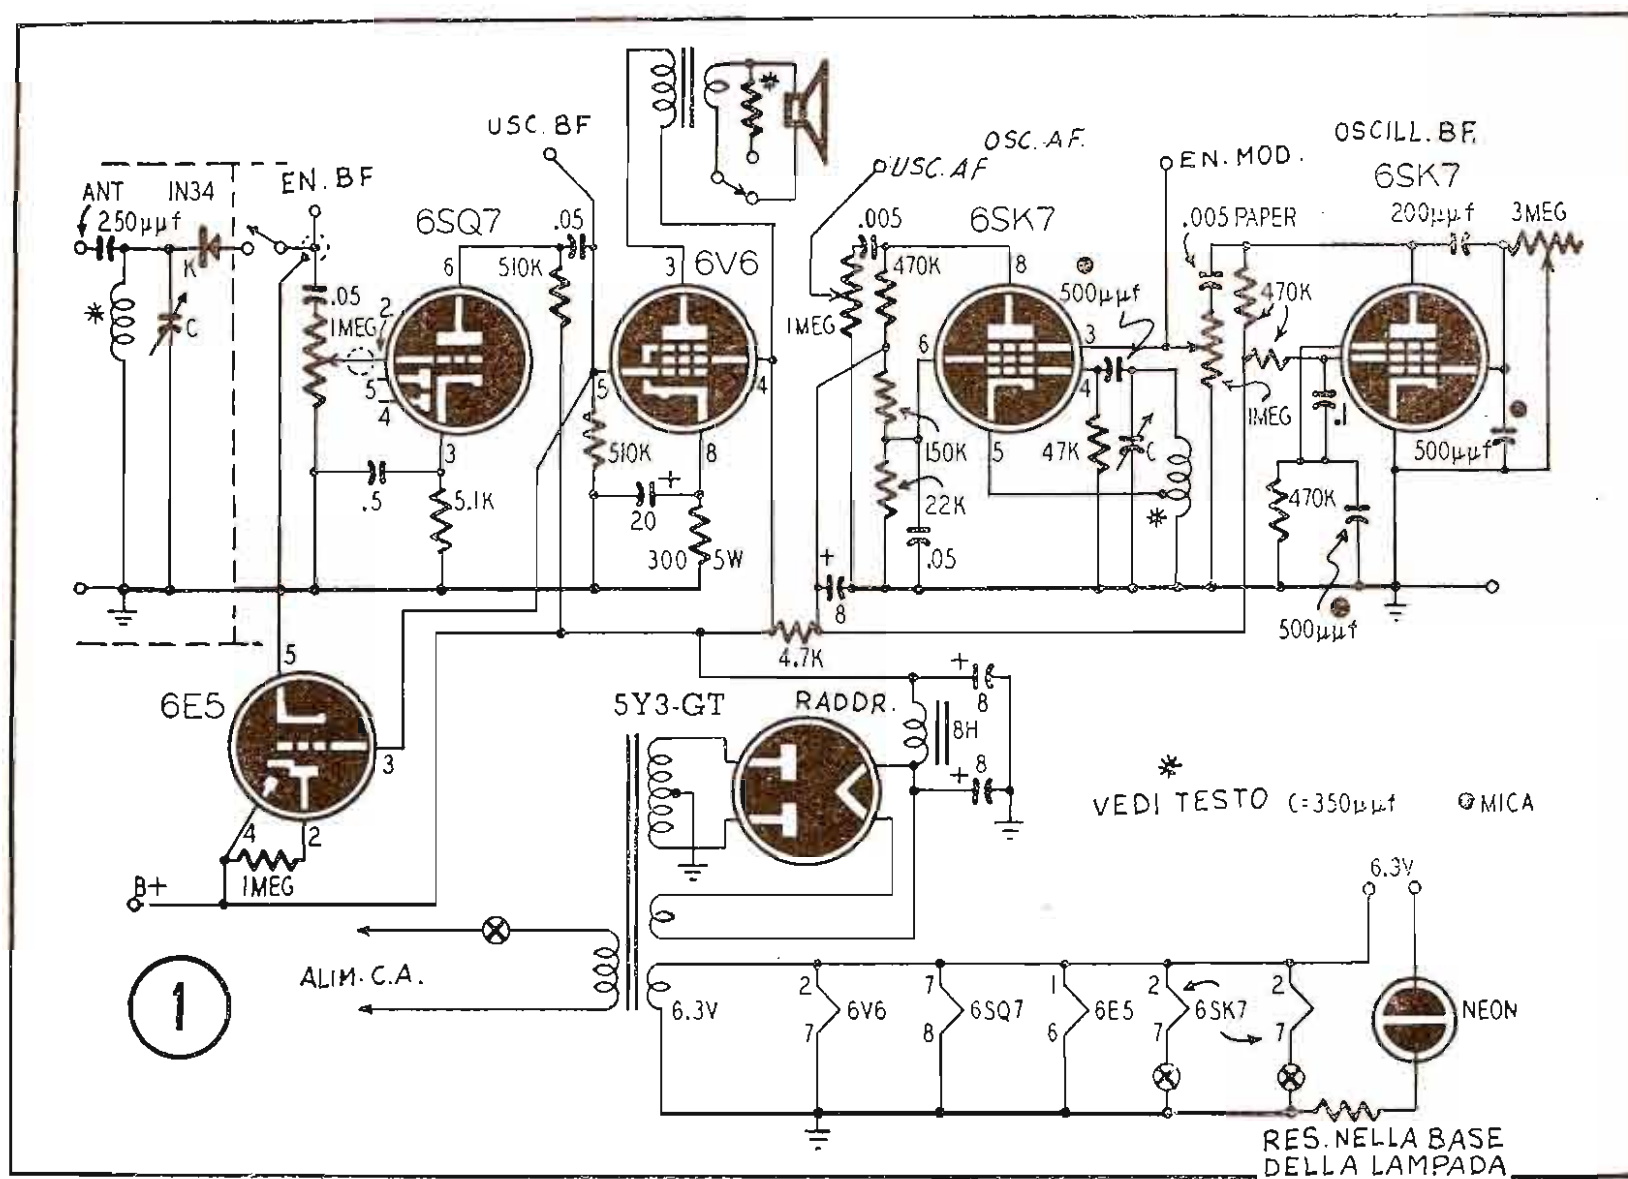 USC. BF
OSC. AF.
OSCILL. BF.
6SK7
USC. AF
EN. MOD.
ANT
IN34
EN. BF
250µµf
K
C
6SQ7
.05
6
510K
.05
1MEG
2
5
4
3
.5
5.1K
3
6V6
5
4
8
510K
20
+
300
5W
.005
6SK7
470K
8
500µµf
1MEG
6
3
4
5
150K
22K
47K
C
.05
+
8
.005 PAPER
200µµf
3MEG
470K
1MEG
.1
500µµf
470K
500µµf
4.7K
5
6E5
3
4
2
1MEG
B+
5Y3-GT
RADDR.
+
8
8H
+
8
VEDI TESTO C=350µµf MICA
ALIM. C.A.
1
6.3V
6.3V
2
7
6V6
7
8
6SQ7
1
6
6E5
2
7
6SK7
2
7
NEON
RES. NELLA BASE
DELLA LAMPADA